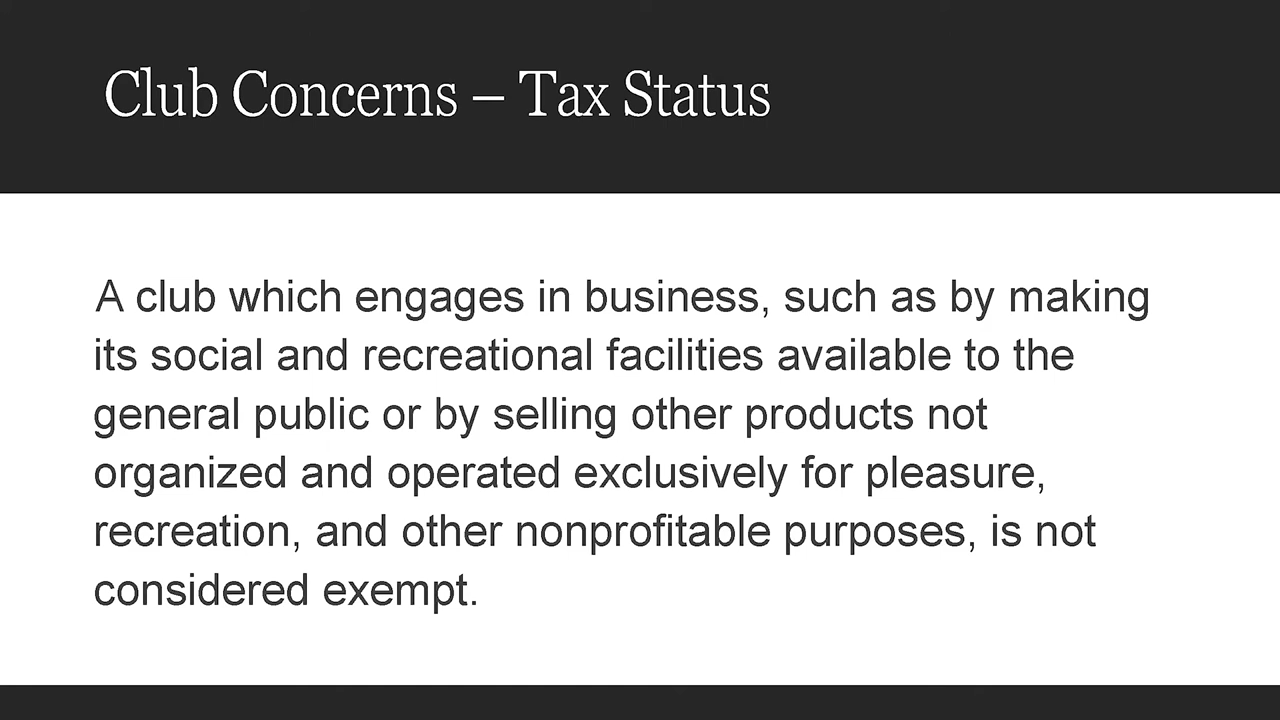 Club Concerns – Tax Status
A club which engages in business, such as by making
its social and recreational facilities available to the
general public or by selling other products not
organized and operated exclusively for pleasure,
recreation, and other nonprofitable purposes, is not
considered exempt.